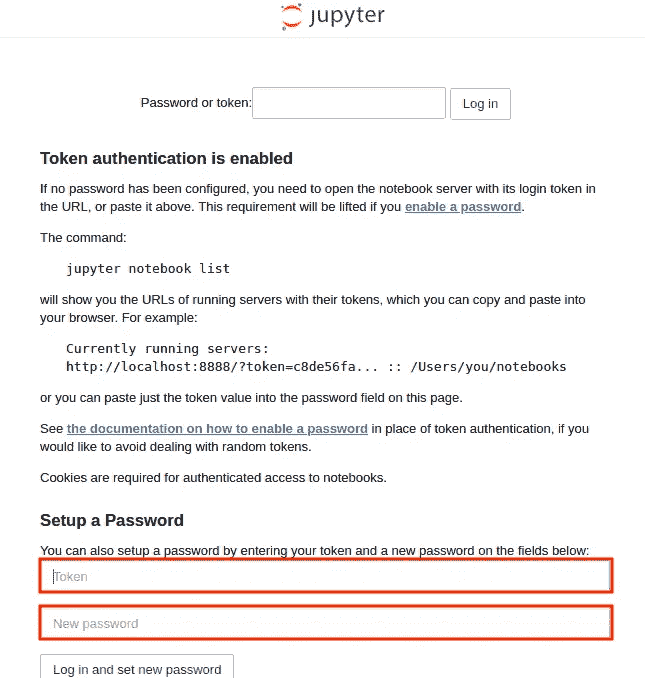 jupyter
Password or token:
Log in
Token authentication is enabled
If no password has been configured, you need to open the notebook server with its login token in
the URL, or paste it above. This requirement will be lifted if you enable a password.
The command:
jupyter notebook list
will show you the URLs of running servers with their tokens, which you can copy and paste into
your browser. For example:
Currently running servers:
http://localhost:8888/?token=c8de56fa... :: /Users/you/notebooks
or you can paste just the token value into the password field on this page.
See the documentation on how to enable a password in place of token authentication, if you
would like to avoid dealing with random tokens.
Cookies are required for authenticated access to notebooks.
Setup a Password
You can also setup a password by entering your token and a new password on the fields below:
Token
New password
Log in and set new password